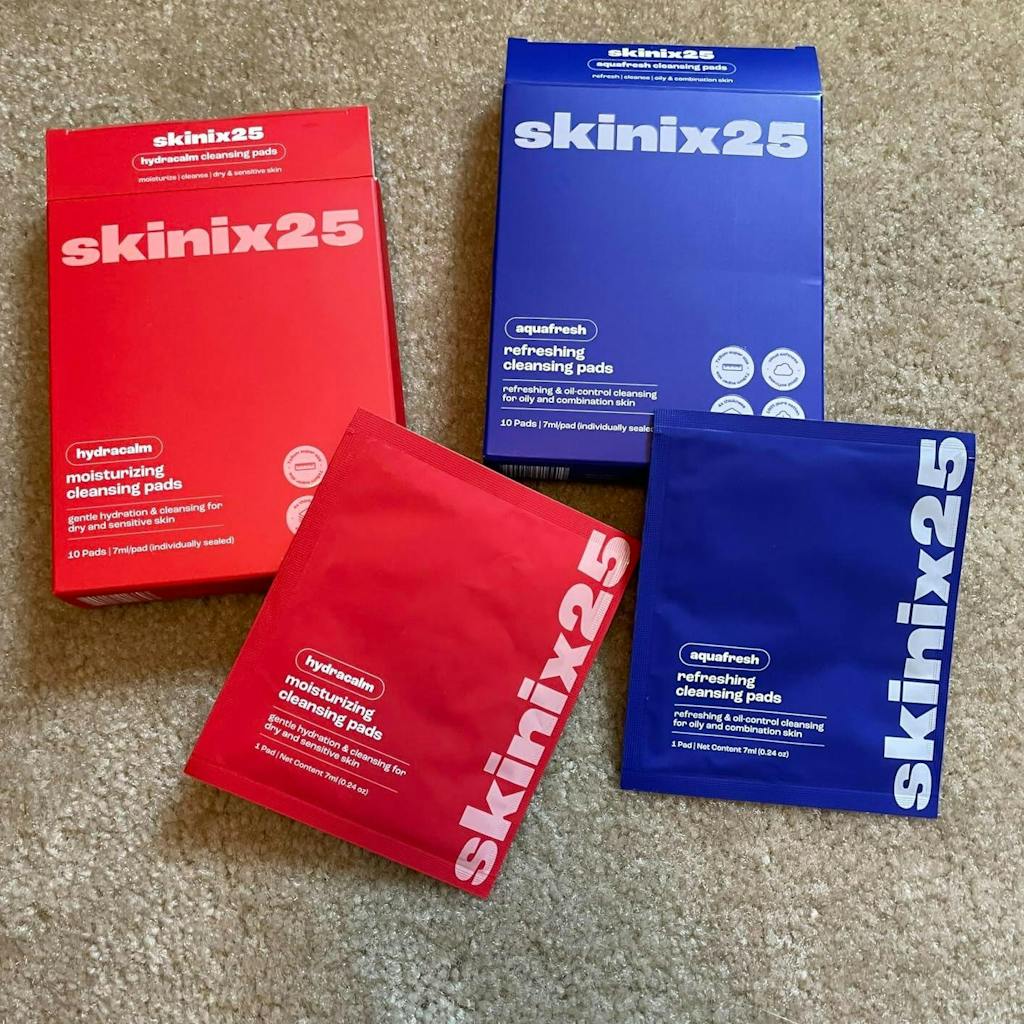 skinix25
hydracalm cleansing pads
moisturize | cleanse | dry & sensitive skin
skinix25
hydracalm
moisturizing
cleansing pads
gentle hydration & cleansing for
dry and sensitive skin
10 Pads | 7ml/pad (individually sealed)
skinix25
aquafresh cleansing pads
refresh | cleanse | oily & combination skin
skinix25
aquafresh
refreshing
cleansing pads
refreshing & oil-control cleansing
for oily and combination skin
10 Pads | 7ml/pad (individually sealed
hydracalm
moisturizing
cleansing pads
gentle hydration & cleansing for
dry and sensitive skin
1 Pad | Net Content 7ml (0.24 oz)
skinix25
aquafresh
refreshing
cleansing pads
refreshing & oil-control cleansing
for oily and combination skin
1 Pad | Net Content 7ml (0.24 oz)
skinix25